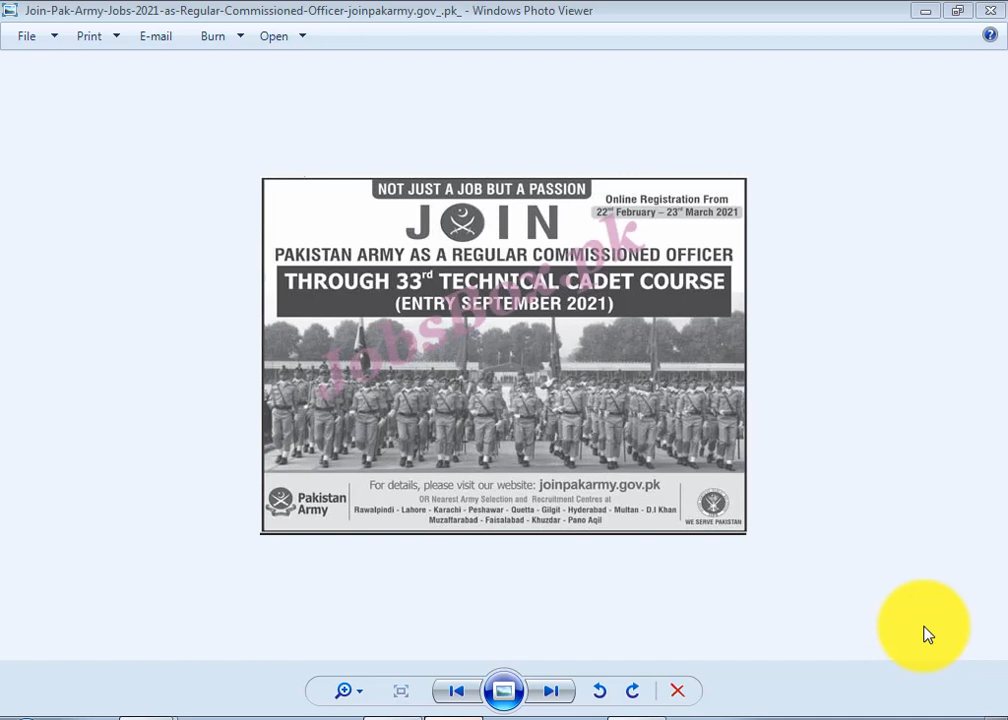 Join-Pak-Army-Jobs-2021-as-Regular-Commissioned-Officer-joinpakarmy.gov_.pk_ - Windows Photo Viewer
File Print E-mail Burn Open
NOT JUST A JOB BUT A PASSION
Online Registration From
22nd February – 23rd March 2021
JOIN
PAKISTAN ARMY AS A REGULAR COMMISSIONED OFFICER
THROUGH 33rd TECHNICAL CADET COURSE
(ENTRY SEPTEMBER 2021)
JobsBox.pk
For details, please visit our website: joinpakarmy.gov.pk
OR Nearest Army Selection and Recruitment Centres at
Rawalpindi - Lahore - Karachi - Peshawar - Quetta - Gilgit - Hyderabad - Multan - D.I Khan
Muzaffarabad - Faisalabad - Khuzdar - Pano Aqil
Pakistan
Army
WE SERVE PAKISTAN